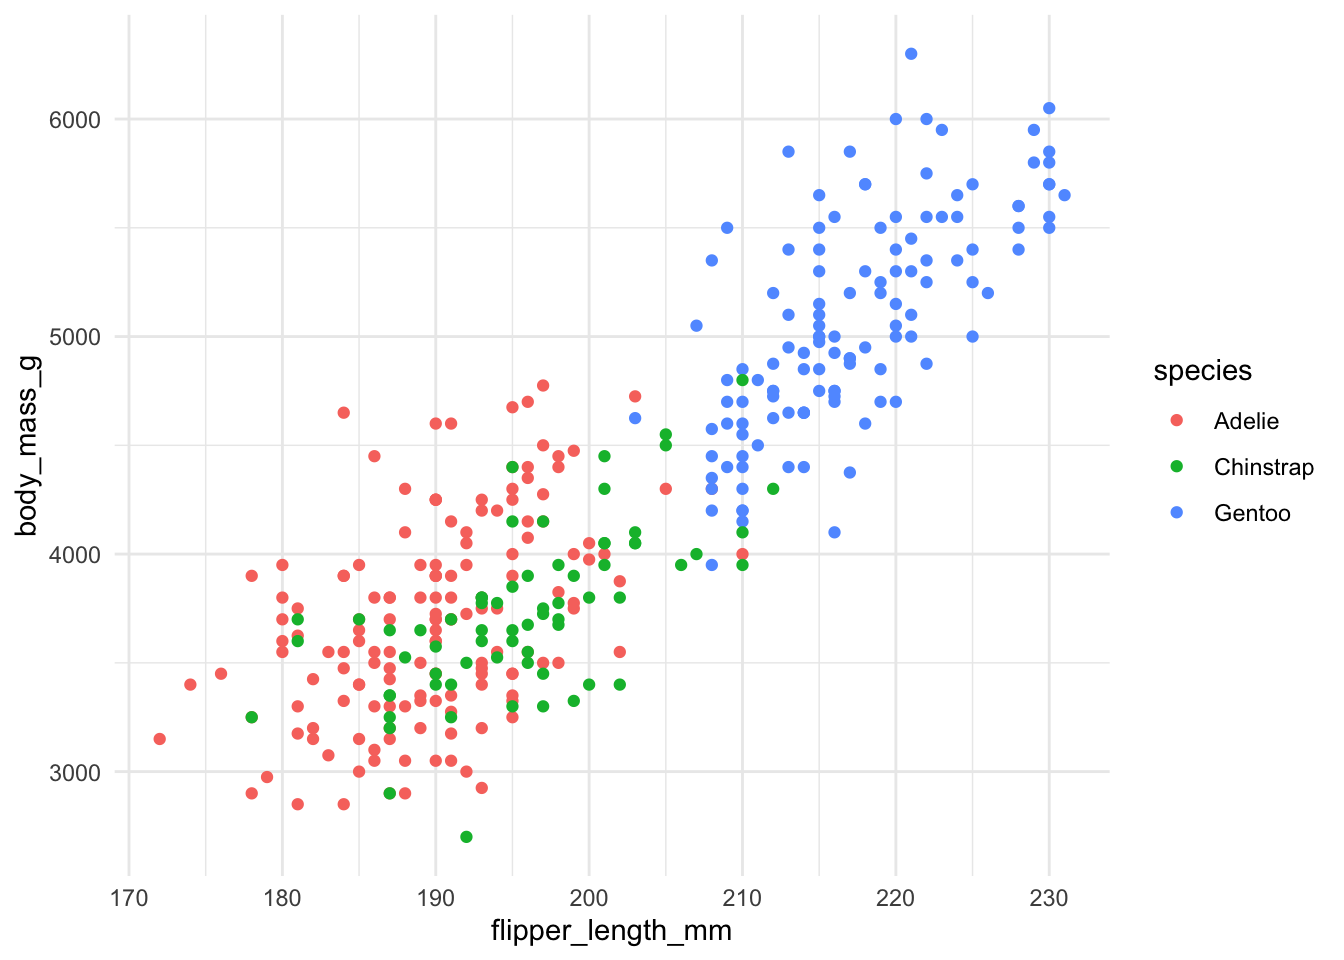 6000
5000
4000
3000
body_mass_g
170 180 190 200 210 220 230
flipper_length_mm
species
Adelie
Chinstrap
Gentoo